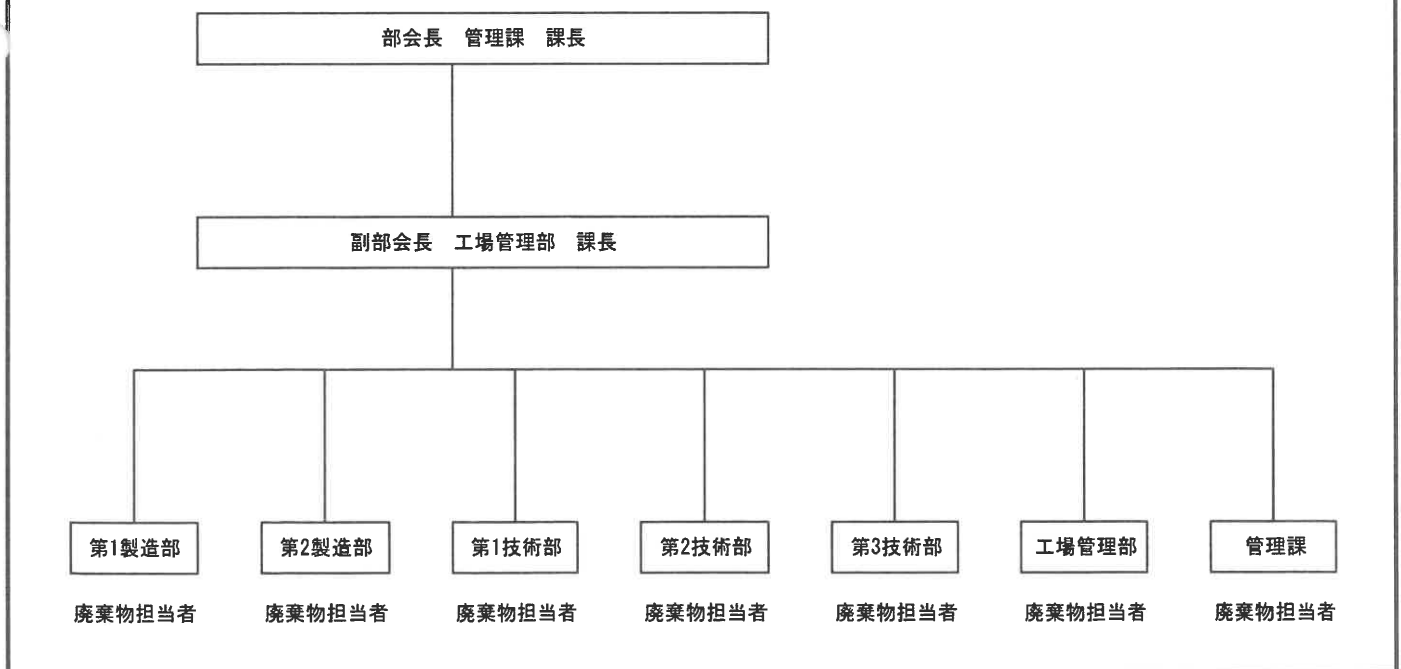 部会長　管理課　課長
副部会長　工場管理部　課長
第1製造部　第2製造部　第1技術部　第2技術部　第3技術部　工場管理部　管理課
廃棄物担当者　廃棄物担当者　廃棄物担当者　廃棄物担当者　廃棄物担当者　廃棄物担当者　廃棄物担当者